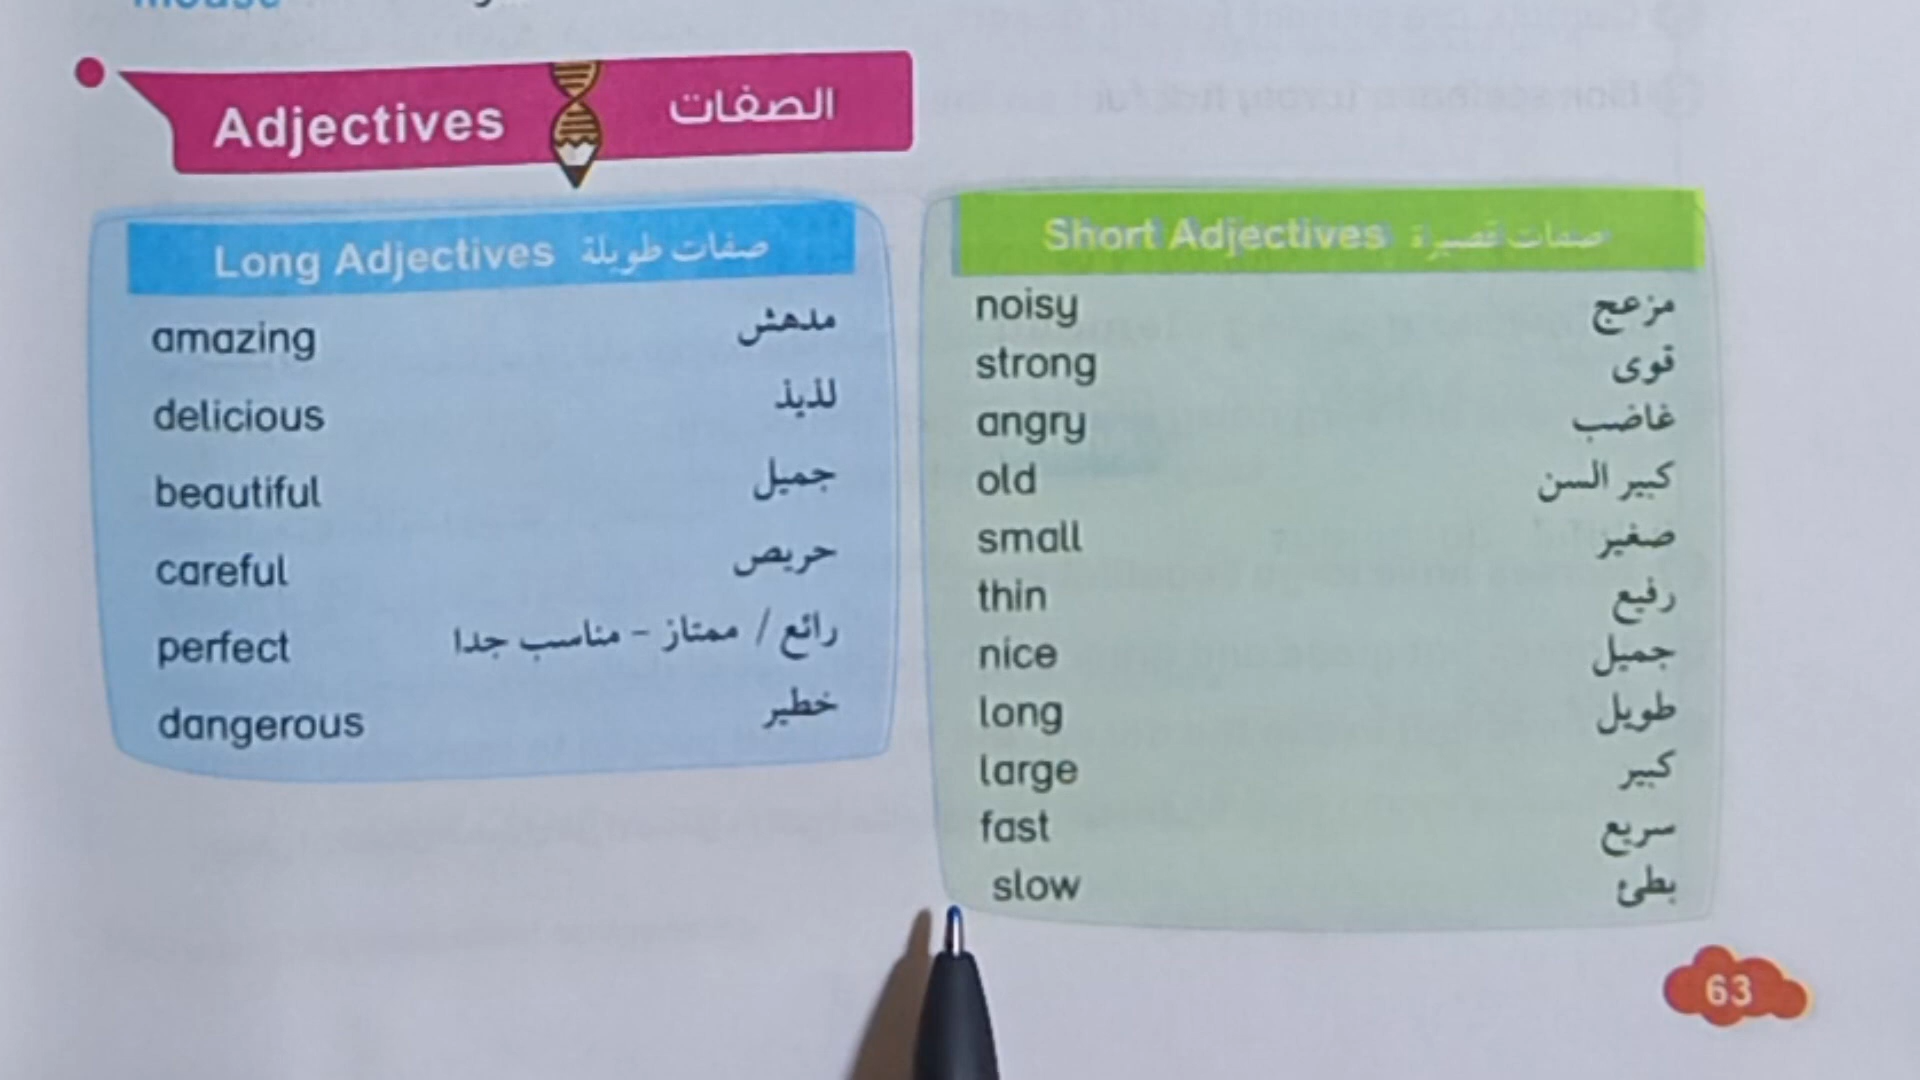 Adjectives الصفات
Long Adjectives صفات طويلة
amazing مدهش
delicious لذيذ
beautiful جميل
careful حريص
perfect رائع / ممتاز - مناسب جدا
dangerous خطير
Short Adjectives صفات قصيرة
noisy مزعج
strong قوى
angry غاضب
old كبير السن
small صغير
thin رفيع
nice جميل
long طويل
large كبير
fast سريع
slow بطئ
63